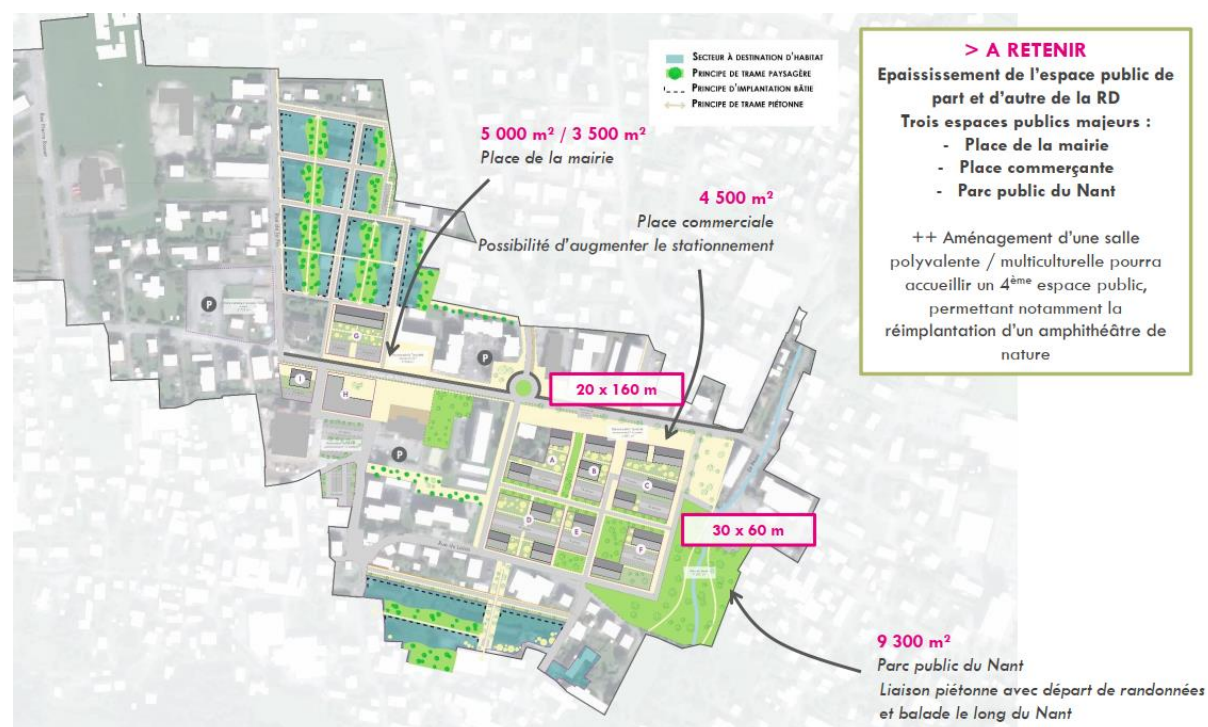 SECTEUR À DESTINATION D'HABITAT
PRINCIPE DE TRAME PAYSAGÈRE
PRINCIPE D'IMPLANTATION BÂTIE
PRINCIPE DE TRAME PIÉTONNE
> A RETENIR
Epaississement de l'espace public de
part et d'autre de la RD
Trois espaces publics majeurs :
- Place de la mairie
- Place commerçante
- Parc public du Nant
++ Aménagement d'une salle
polyvalente / multiculturelle pourra
accueillir un 4ème espace public,
permettant notamment la
réimplantation d'un amphithéâtre de
nature
5 000 m² / 3 500 m²
Place de la mairie
4 500 m²
Place commerciale
Possibilité d'augmenter le stationnement
P
P
G
I
H
20 x 160 m
P
A
B
C
D
E
F
30 x 60 m
9 300 m²
Parc public du Nant
Liaison piétonne avec départ de randonnées
et balade le long du Nant